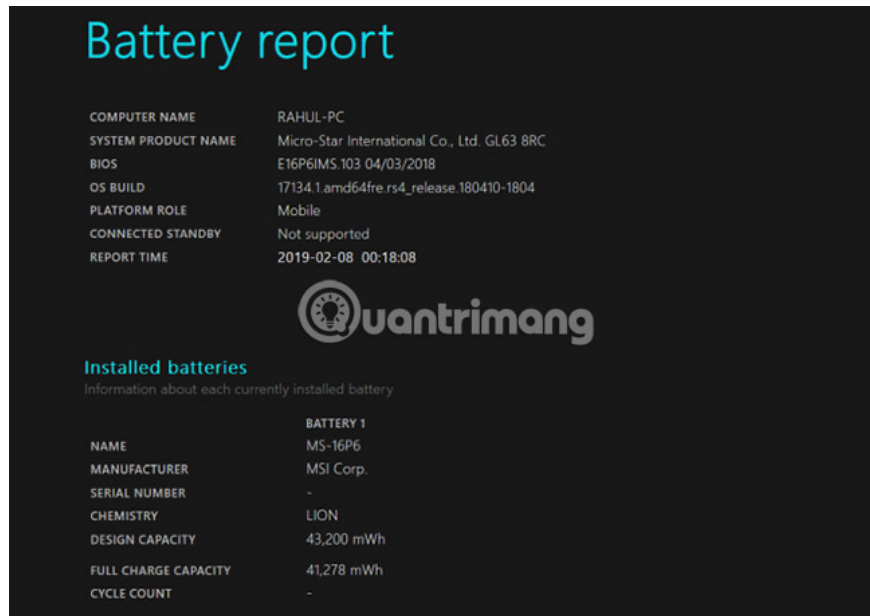 Battery report
COMPUTER NAME RAHUL-PC
SYSTEM PRODUCT NAME Micro-Star International Co., Ltd. GL63 8RC
BIOS E16P6IMS.103 04/03/2018
OS BUILD 17134.1.amd64fre.rs4_release.180410-1804
PLATFORM ROLE Mobile
CONNECTED STANDBY Not supported
REPORT TIME 2019-02-08 00:18:08
Quantrimang
Installed batteries
Information about each currently installed battery
BATTERY 1
NAME MS-16P6
MANUFACTURER MSI Corp.
SERIAL NUMBER -
CHEMISTRY LION
DESIGN CAPACITY 43,200 mWh
FULL CHARGE CAPACITY 41,278 mWh
CYCLE COUNT -